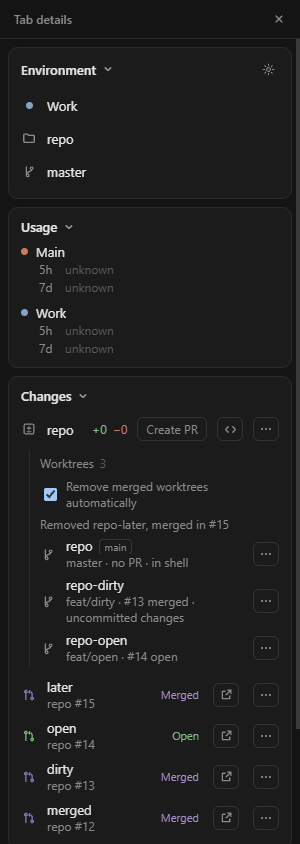 Tab details
Environment
Work
repo
master
Usage
Main
5h unknown
7d unknown
Work
5h unknown
7d unknown
Changes
repo +0 −0 Create PR
Worktrees 3
Remove merged worktrees
automatically
Removed repo-later, merged in #15
repo main
master · no PR · in shell
repo-dirty
feat/dirty · #13 merged ·
uncommitted changes
repo-open
feat/open · #14 open
later
repo #15
Merged
open
repo #14
Open
dirty
repo #13
Merged
merged
repo #12
Merged